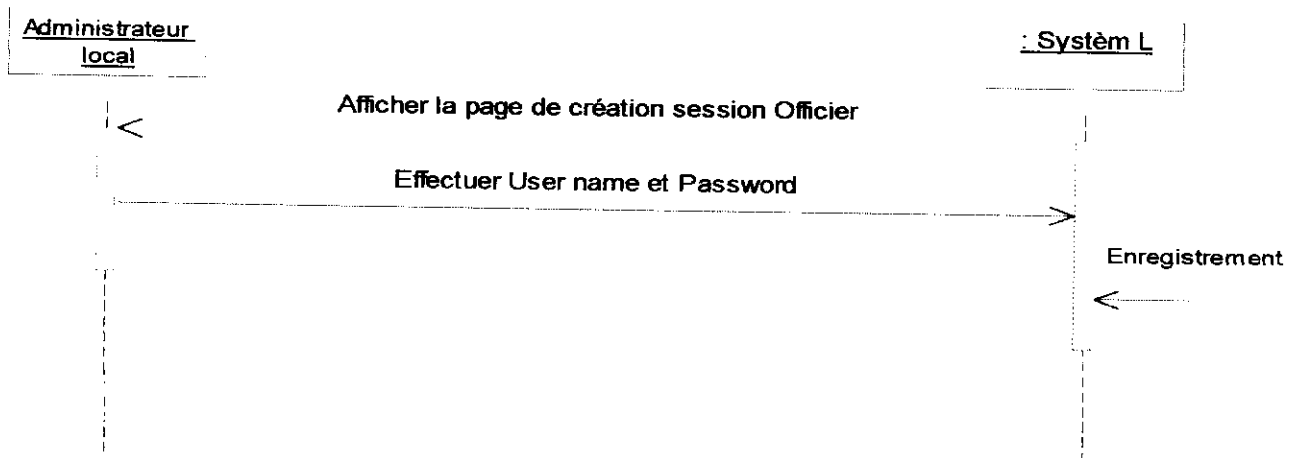 Administrateur
local
: Systèm L
Afficher la page de création session Officier
Effectuer User name et Password
Enregistrement